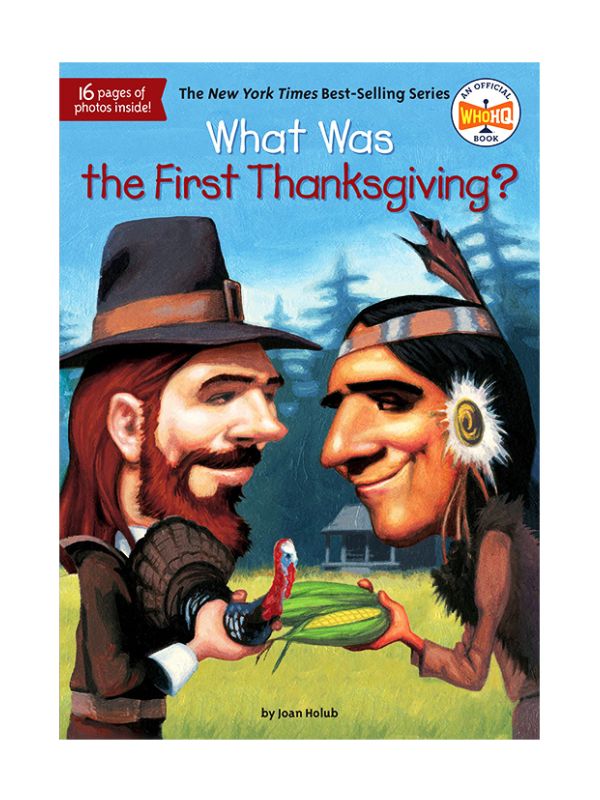 16 pages of
photos inside!
The New York Times Best-Selling Series
AN OFFICIAL
WHOHQ
BOOK
What Was
the First Thanksgiving?
by Joan Holub